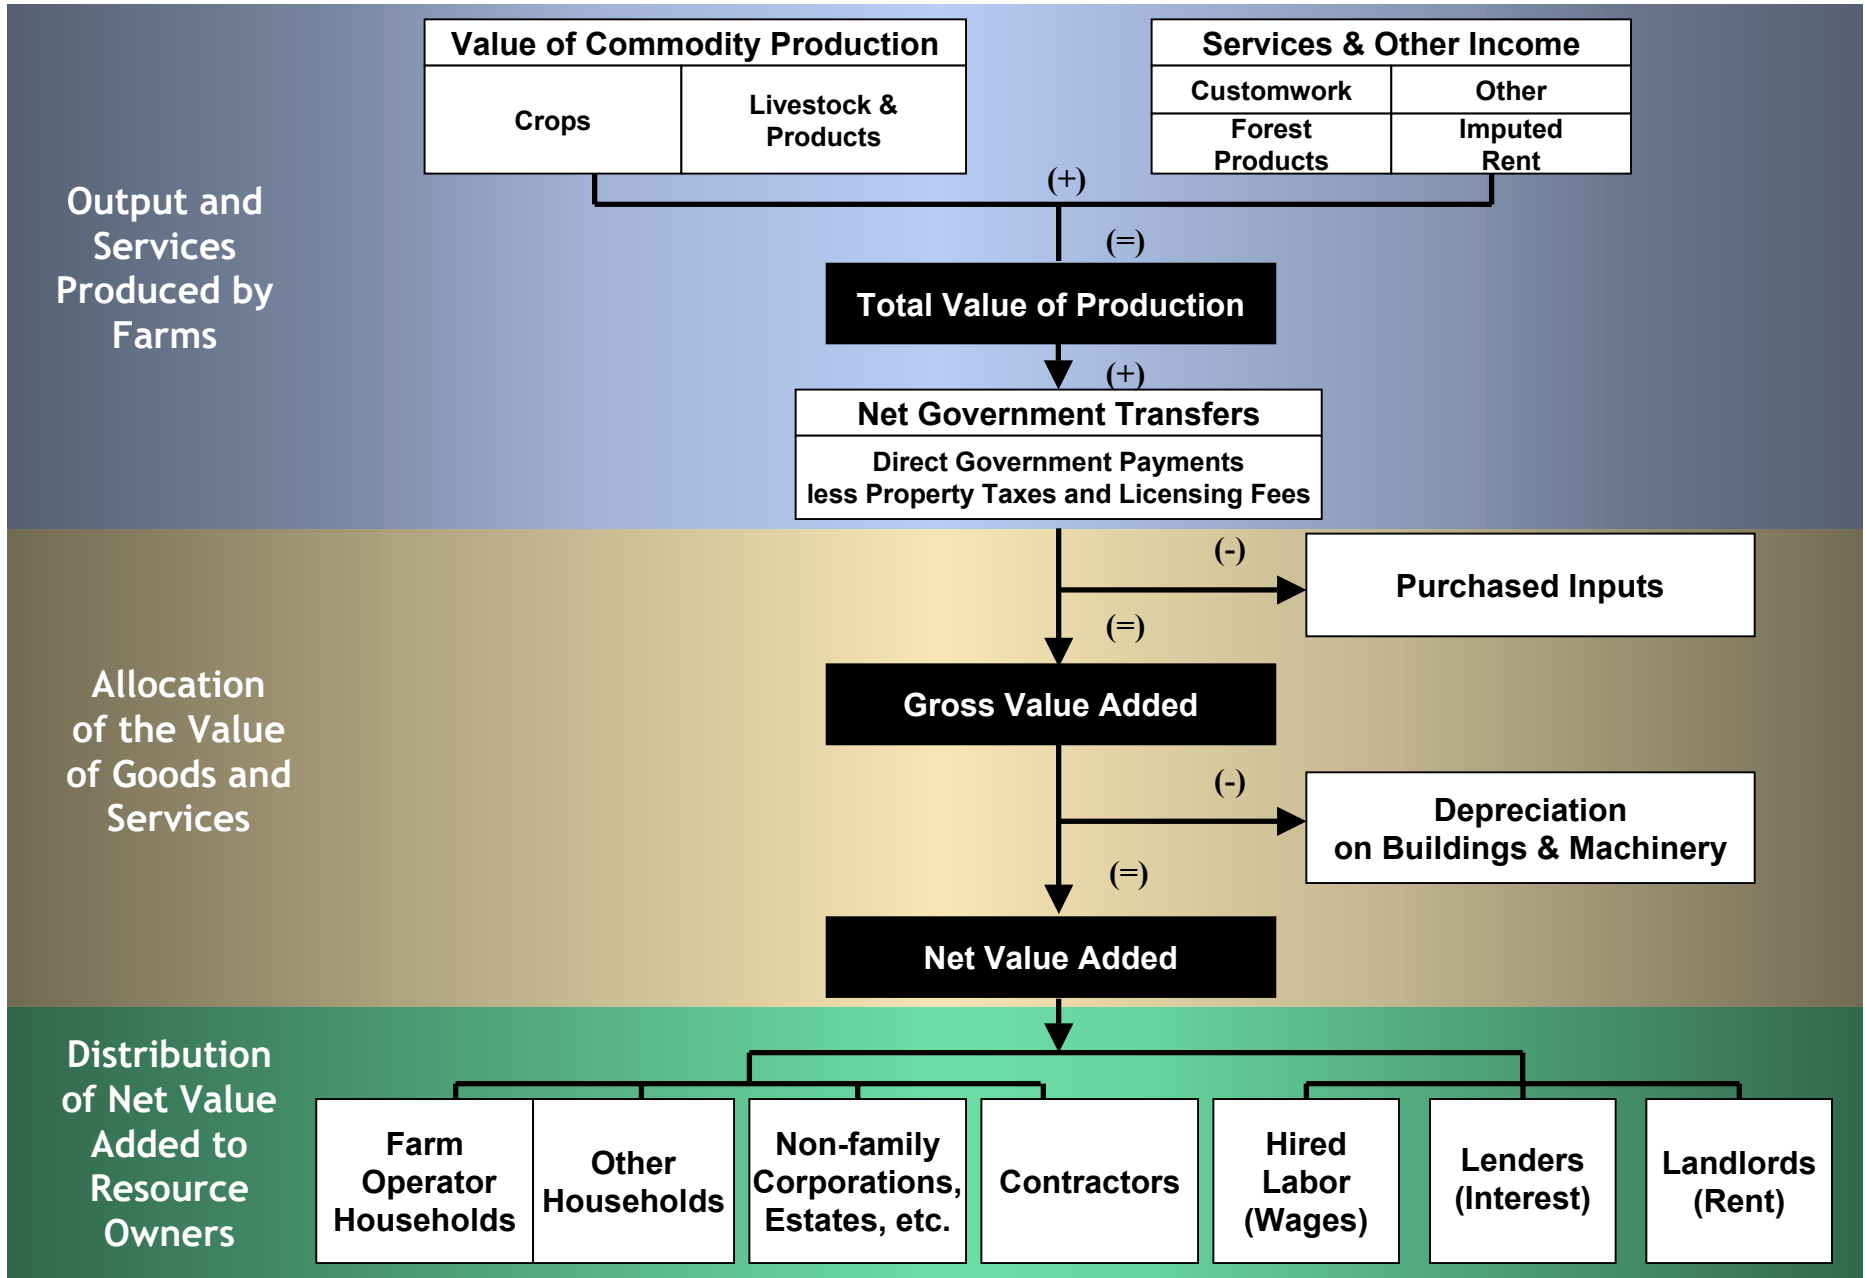 Value of Commodity Production
Crops
Livestock &
Products
Services & Other Income
Customwork
Other
Forest
Products
Imputed
Rent
(+)
(=)
Output and
Services
Produced by
Farms
Total Value of Production
(+)
Net Government Transfers
Direct Government Payments
less Property Taxes and Licensing Fees
(-)
Purchased Inputs
(=)
Allocation
of the Value
of Goods and
Services
Gross Value Added
(-)
Depreciation
on Buildings & Machinery
(=)
Net Value Added
Distribution
of Net Value
Added to
Resource
Owners
Farm
Operator
Households
Other
Households
Non-family
Corporations,
Estates, etc.
Contractors
Hired
Labor
(Wages)
Lenders
(Interest)
Landlords
(Rent)